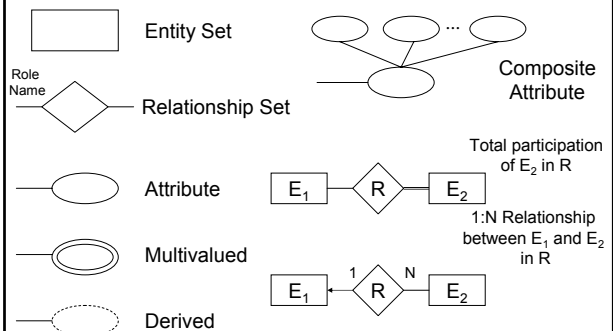 Entity Set
...
Composite
Attribute
Role
Name
Relationship Set
Total participation
of E₂ in R
Attribute
E₁ R E₂
1:N Relationship
between E₁ and E₂
in R
Multivalued
1 N
E₁ R E₂
Derived